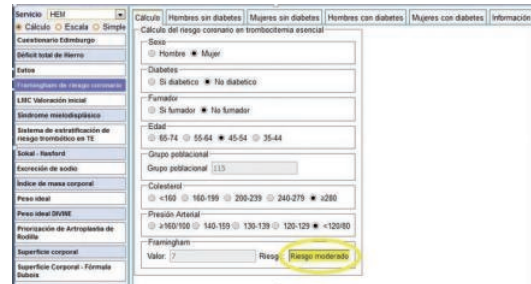 Servicio HEM
Cálculo Escala Simple
Cuestionario Edimburgo
Déficit total de Hierro
Estos
Framingham de riesgo coronario
LMC Valoración inicial
Síndrome mielodisplásico
Sistema de estratificación de
riesgo trombótico en TE
Sokal - Hasford
Excreción de sodio
Índice de masa corporal
Peso ideal
Peso ideal DIVINE
Priorización de Artroplastia de
Rodilla
Superficie corporal
Superficie Corporal - Fórmula
Dubois
Cálculo Hombres sin diabetes Mujeres sin diabetes Hombres con diabetes Mujeres con diabetes Información
Cálculo del riesgo coronario en trombocitemia esencial
Sexo
Hombre Mujer
Diabetes
Si diabetico No diabetico
Fumador
Si fumador No fumador
Edad
65-74 55-64 45-54 35-44
Grupo poblacional
Grupo poblacional 115
Colesterol
<160 160-199 200-239 240-279 ≥280
Presión Arterial
≥160/100 140-159 130-139 120-129 <120/80
Framingham
Valor: 7 Riesg Riesgo moderado